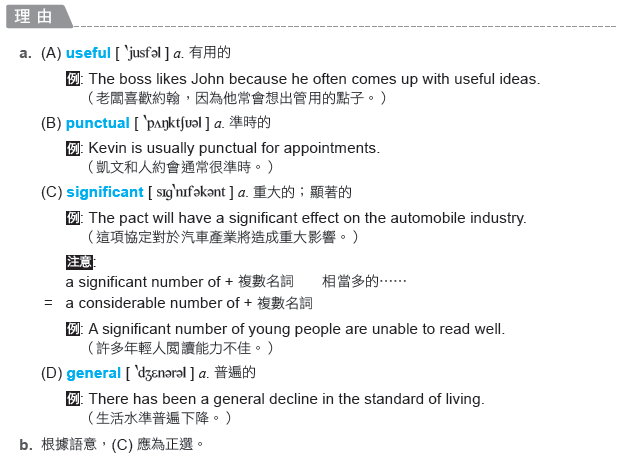 理由
a. (A) useful [ ˋjusfəl ] a. 有用的
例: The boss likes John because he often comes up with useful ideas.
（老闆喜歡約翰，因為他常會想出管用的點子。）
(B) punctual [ ˋpʌŋktʃʊəl ] a. 準時的
例: Kevin is usually punctual for appointments.
（凱文和人約會通常很準時。）
(C) significant [ sɪgˋnɪfəkənt ] a. 重大的；顯著的
例: The pact will have a significant effect on the automobile industry.
（這項協定對於汽車產業將造成重大影響。）
注意:
a significant number of + 複數名詞　　相當多的……
= a considerable number of + 複數名詞
例: A significant number of young people are unable to read well.
（許多年輕人閱讀能力不佳。）
(D) general [ ˋdʒɛnərəl ] a. 普遍的
例: There has been a general decline in the standard of living.
（生活水準普遍下降。）
b. 根據語意，(C) 應為正選。